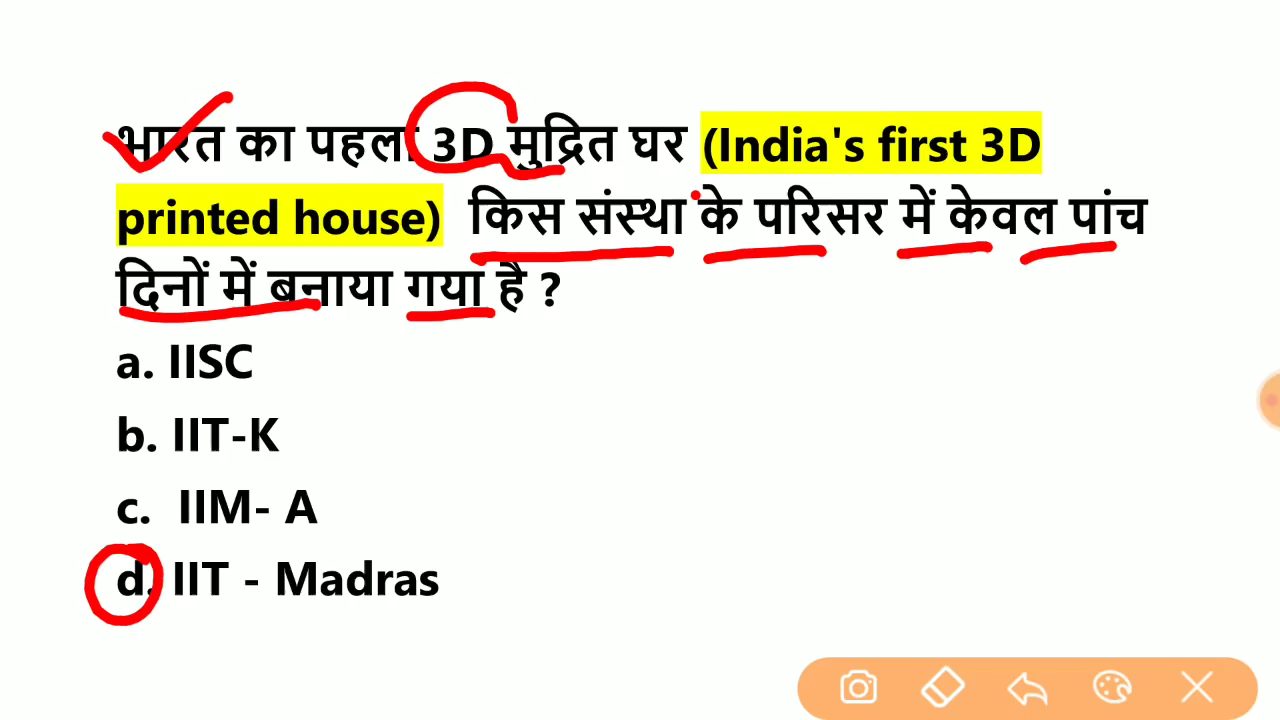 भारत का पहला 3D मुद्रित घर (India's first 3D
printed house) किस संस्था के परिसर में केवल पांच
दिनों में बनाया गया है ?
a. IISC
b. IIT-K
c. IIM- A
d. IIT - Madras